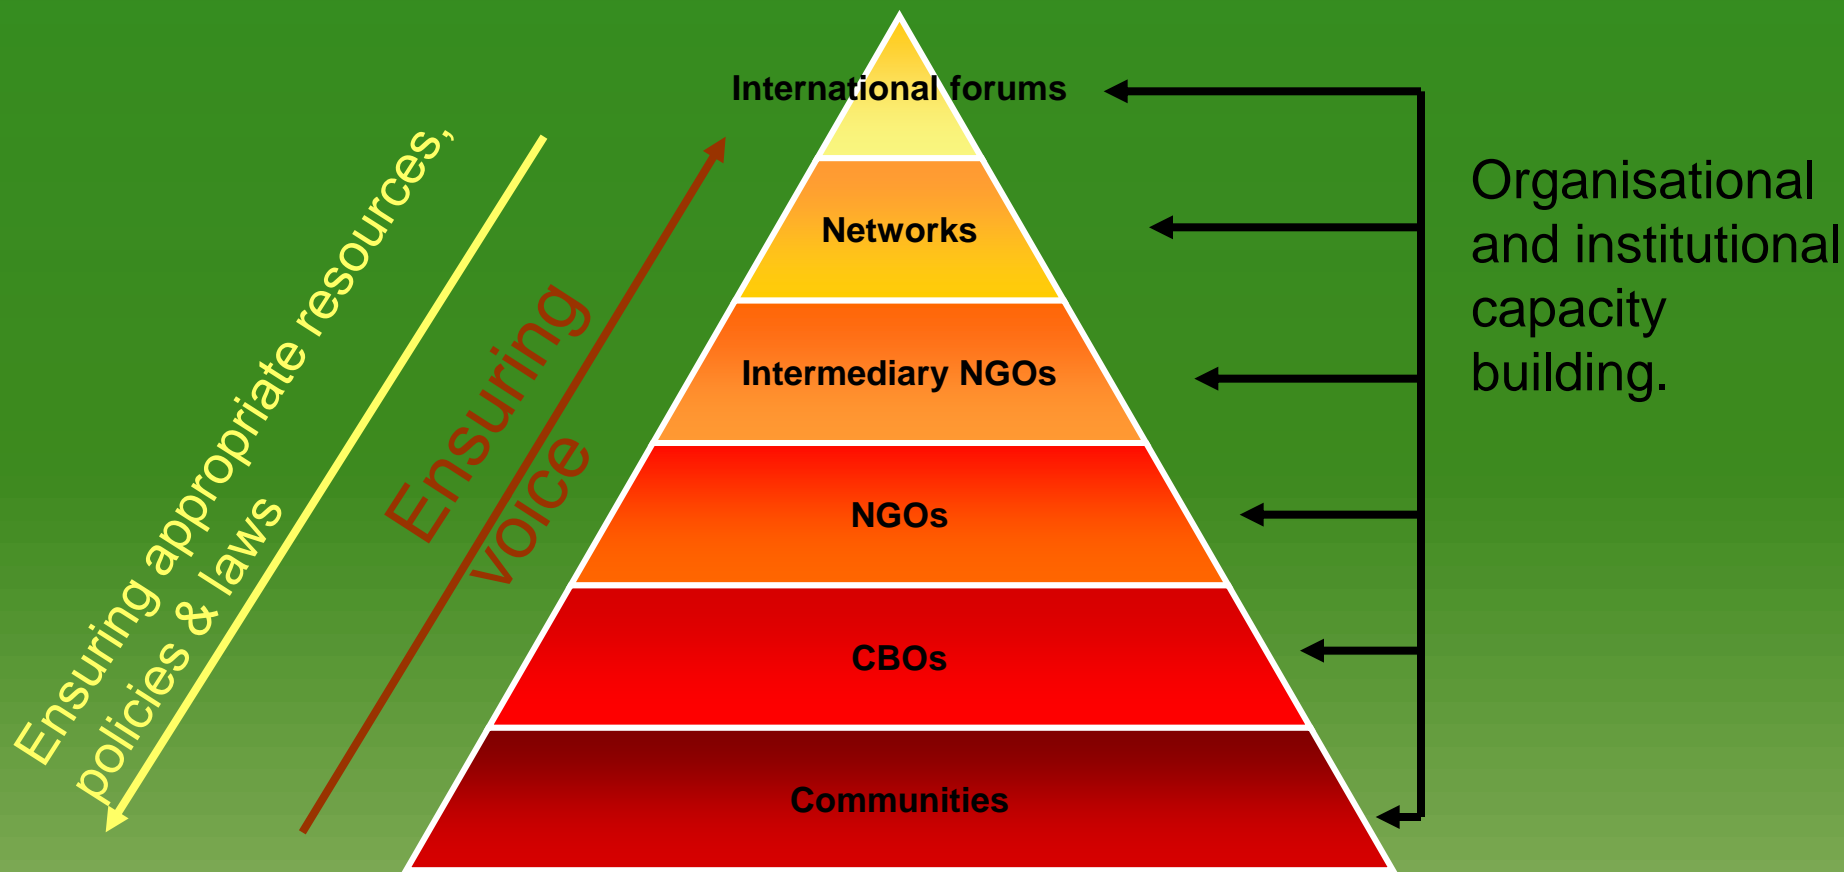 Ensuring appropriate resources,
policies & laws
Ensuring
voice
International forums
Networks
Intermediary NGOs
NGOs
CBOs
Communities
Organisational
and institutional
capacity
building.